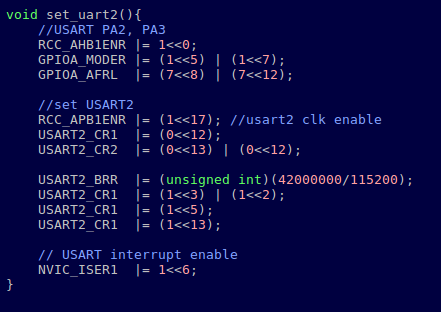 void set_uart2(){
    //USART PA2, PA3
    RCC_AHB1ENR |= 1<<0;
    GPIOA_MODER |= (1<<5) | (1<<7);
    GPIOA_AFRL  |= (7<<8) | (7<<12);

    //set USART2
    RCC_APB1ENR |= (1<<17); //usart2 clk enable
    USART2_CR1  |= (0<<12);
    USART2_CR2  |= (0<<13) | (0<<12);

    USART2_BRR  |= (unsigned int)(42000000/115200);
    USART2_CR1  |= (1<<3) | (1<<2);
    USART2_CR1  |= (1<<5);
    USART2_CR1  |= (1<<13);

    // USART interrupt enable
    NVIC_ISER1  |= 1<<6;
}